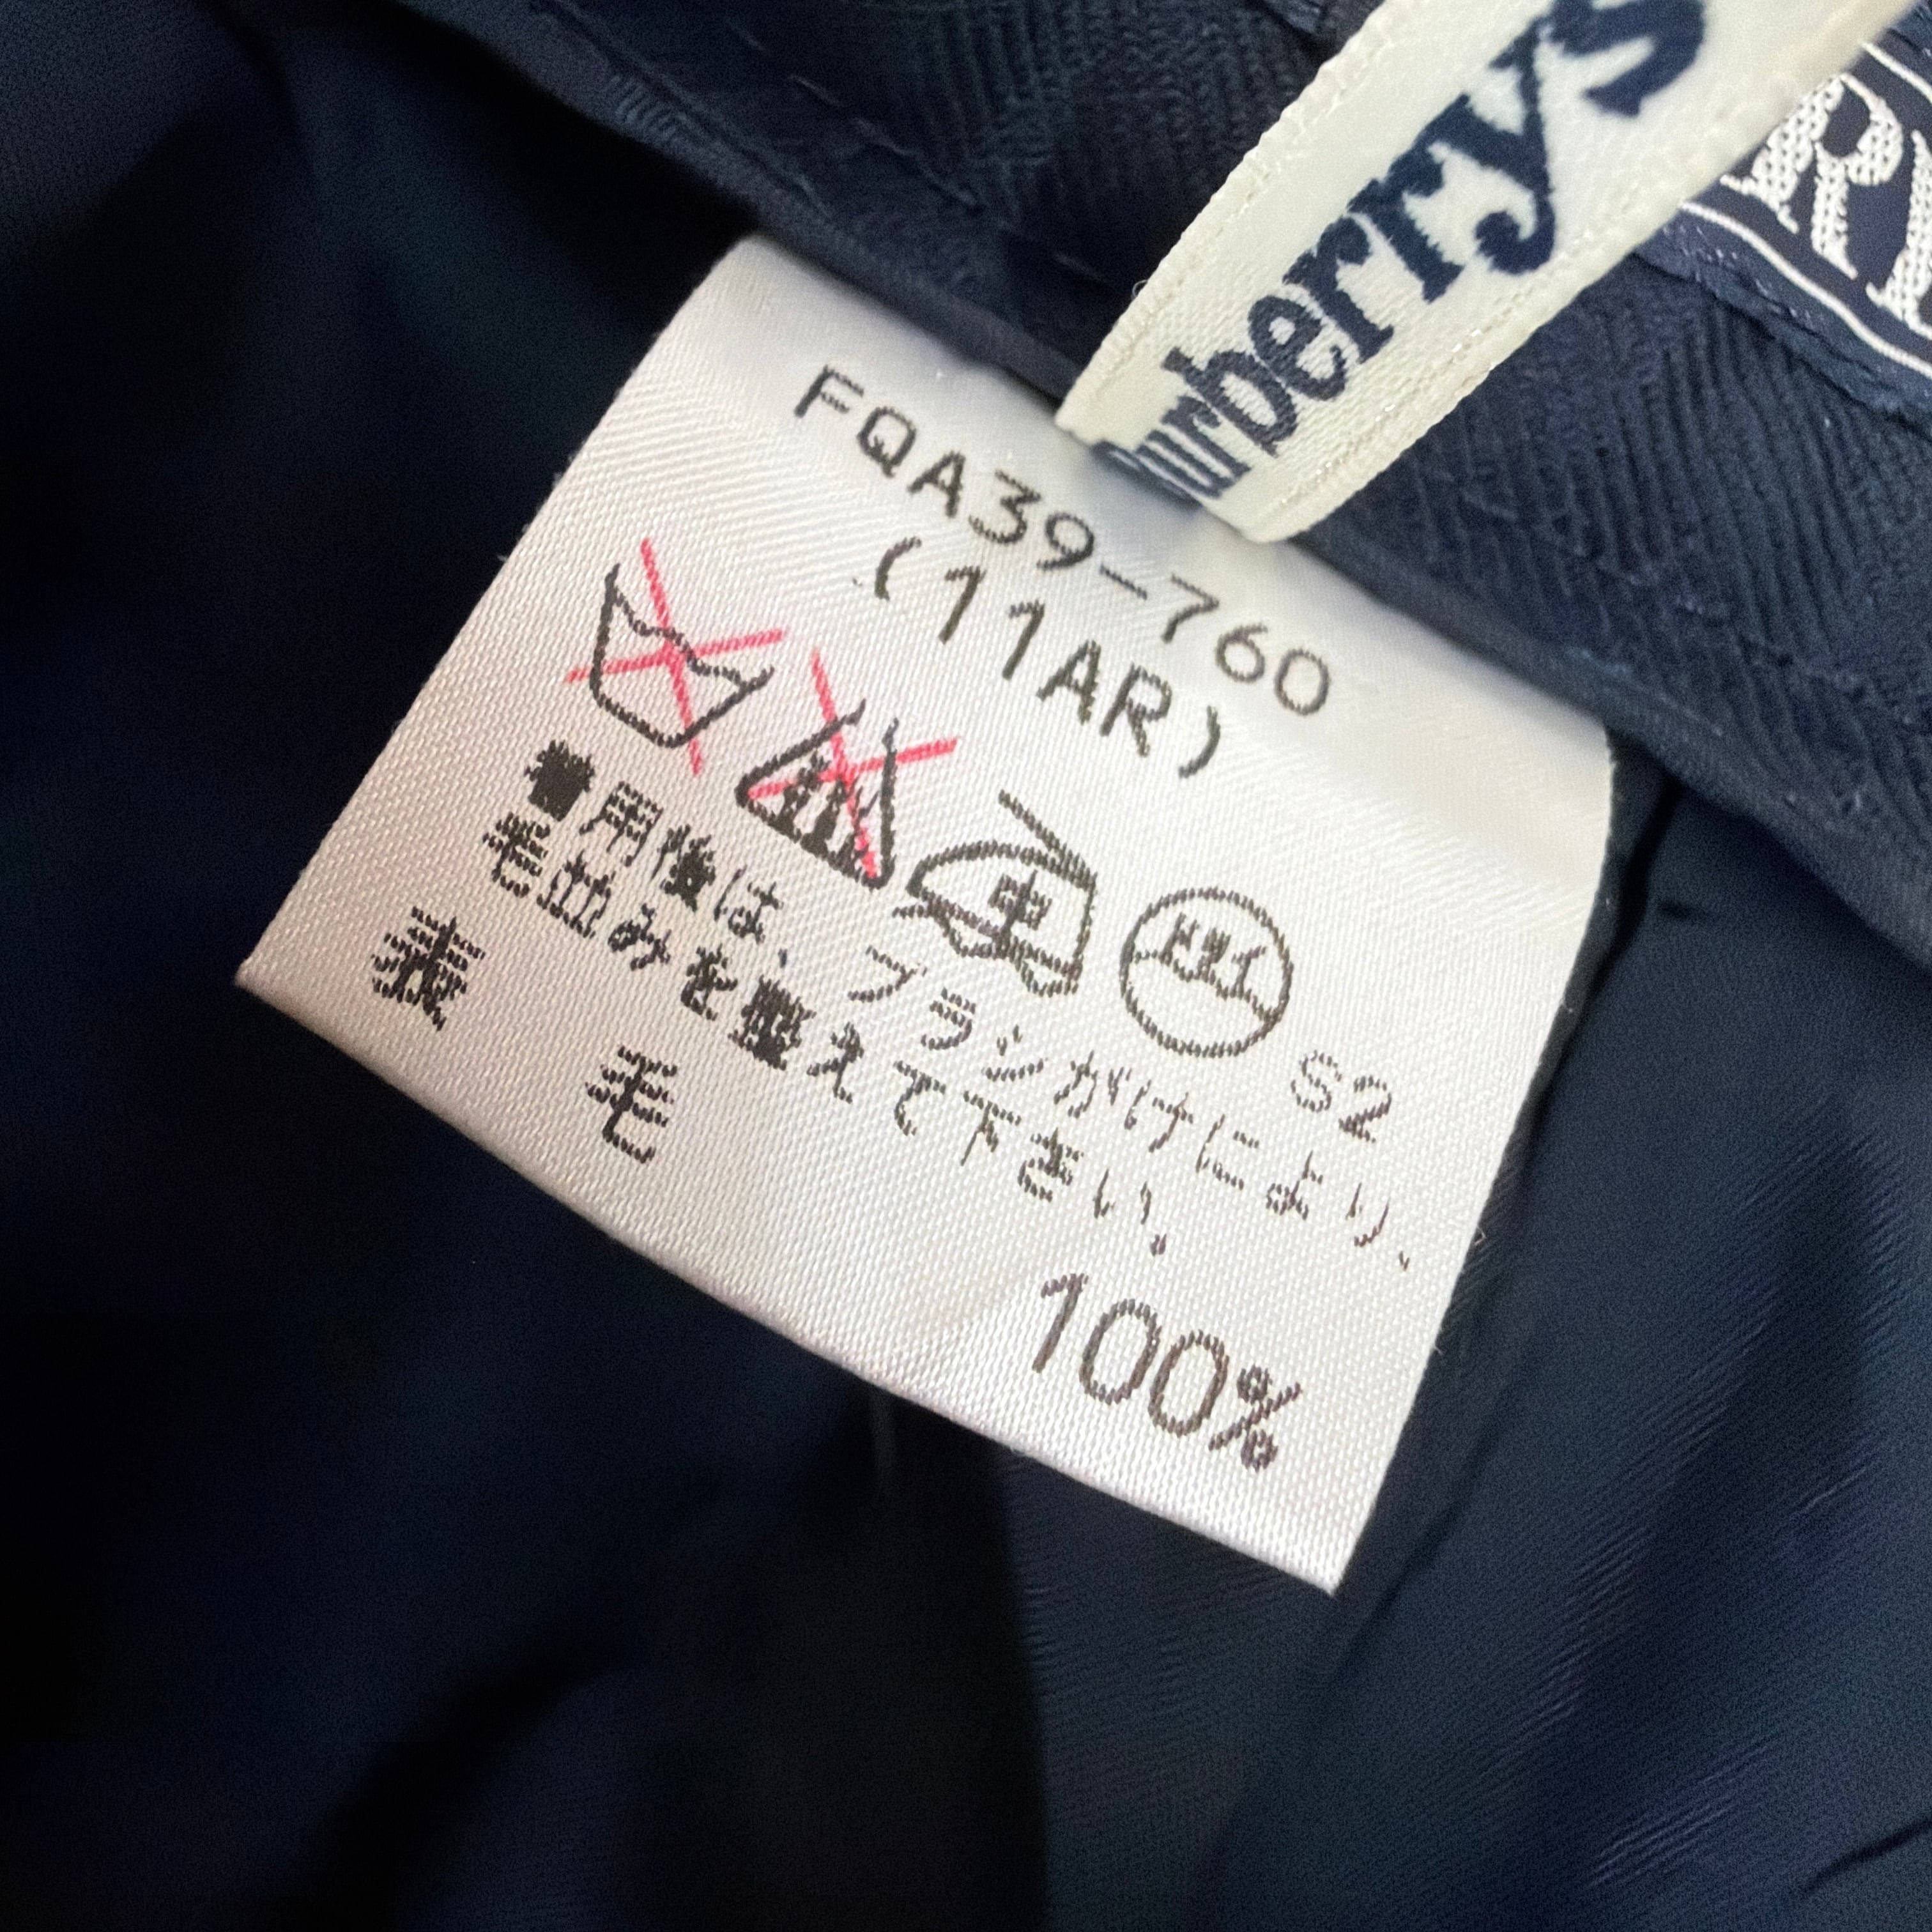 Burberrys
FQA39-760
(11AR)
中
ドライ
S2
着用後は、ブラシがけにより、
毛並みを整えて下さい。
表 毛 100%